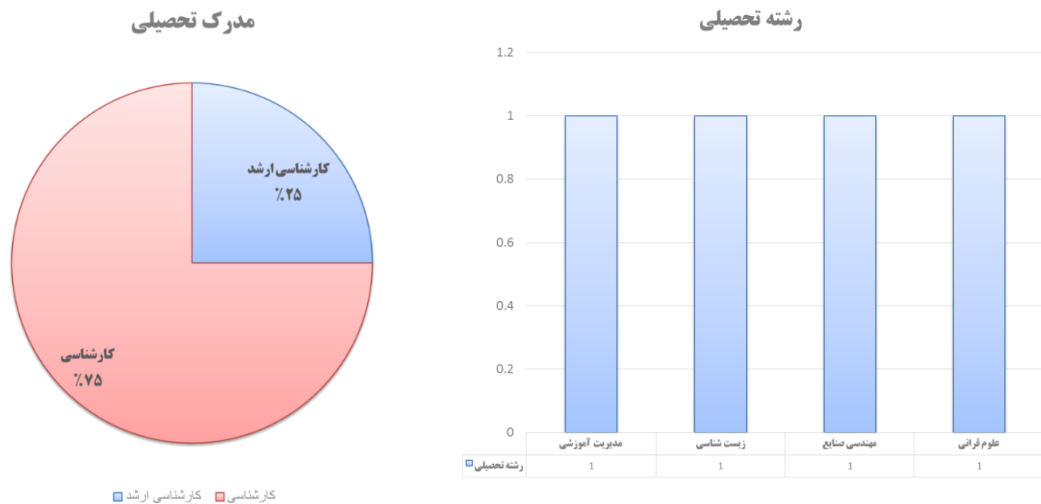 رشته تحصیلی
1.2
1
0.8
0.6
0.4
0.2
0
مدیریت آموزشی زیست شناسی مهندسی صنایع علوم قرانی
رشته تحصیلی 1 1 1 1
مدرک تحصیلی
کارشناسی ارشد
٪۲۵
کارشناسی
٪۷۵
کارشناسی ارشد کارشناسی